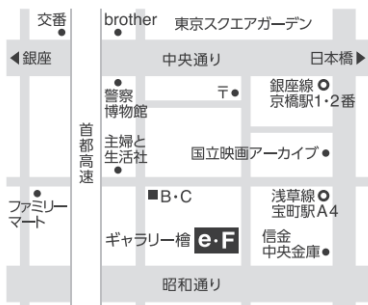 交番
brother
東京スクエアガーデン
◀銀座
中央通り
日本橋▶
警察
博物館
〒
銀座線
京橋駅1・2番
首都高速
主婦と
生活社
国立映画アーカイブ
ファミリー
マート
B・C
浅草線
宝町駅A4
ギャラリー檜
e・F
信金
中央金庫
昭和通り